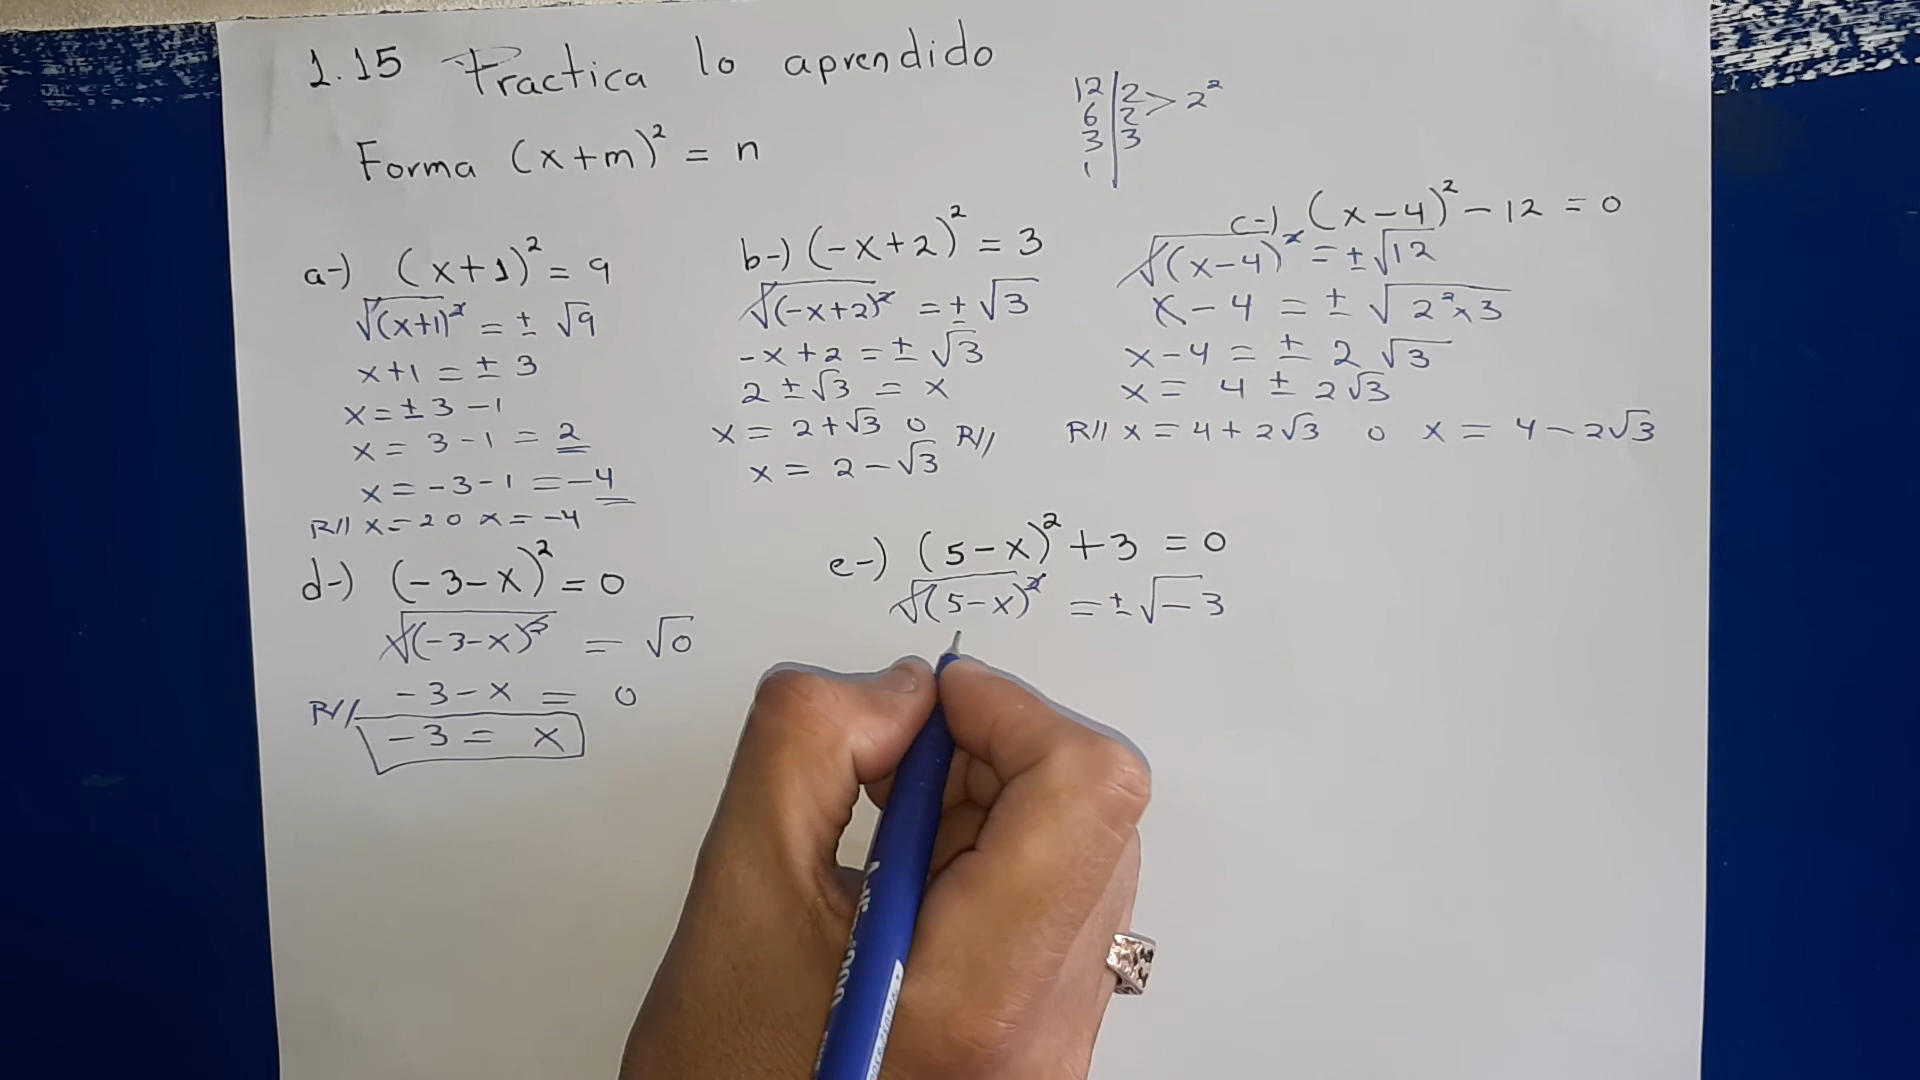 1.15 Practica lo aprendido
Forma (x+m)² = n
12 | 2 > 2²
6 | 2
3 | 3
1 |
a-) (x+1)² = 9
√(x+1)² = ± √9
x+1 = ± 3
x = ± 3 - 1
x = 3 - 1 = 2
x = -3 - 1 = -4
R// x = 2 o x = -4
b-) (-x+2)² = 3
√(-x+2)² = ± √3
-x + 2 = ± √3
2 ± √3 = x
x = 2+√3 o R//
x = 2 - √3
c-) (x-4)² - 12 = 0
√(x-4)² = ± √12
x - 4 = ± √2² x 3
x - 4 = ± 2 √3
x = 4 ± 2√3
R// x = 4 + 2√3 o x = 4 - 2√3
d-) (-3-x)² = 0
√(-3-x)² = √0
-3 - x = 0
R// -3 = x
e-) (5-x)² + 3 = 0
√(5-x)² = ± √-3